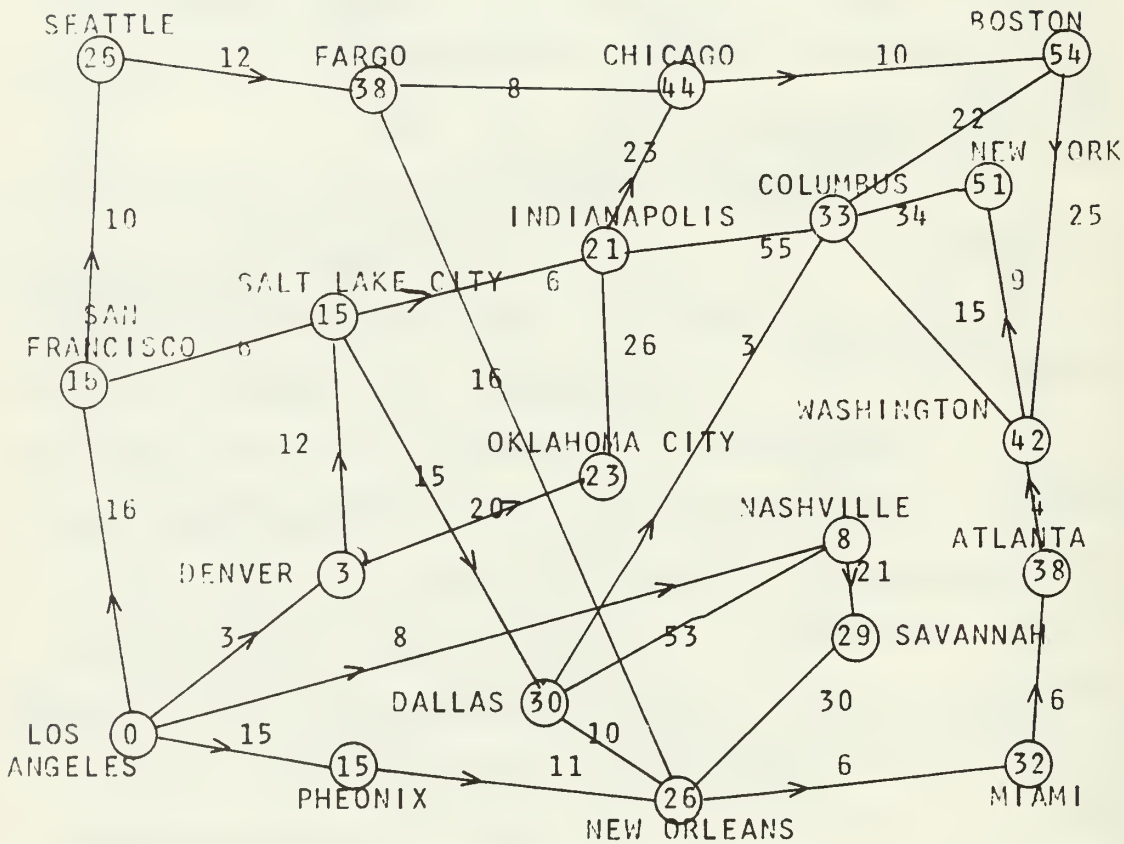 SEATTLE
BOSTON
26
12
FARGO
CHICAGO
10
54
38
8
44
22
23
NEW YORK
COLUMBUS
51
10
INDIANAPOLIS
33
34
25
21
55
SALT LAKE CITY
6
9
SAN
15
15
FRANCISCO
6
26
3
16
16
WASHINGTON
12
OKLAHOMA CITY
42
15
23
16
20
NASHVILLE
4
8
ATLANTA
DENVER
3
21
38
3
8
53
29
SAVANNAH
DALLAS
30
30
LOS
0
15
10
6
ANGELES
15
11
6
32
PHEONIX
26
MIAMI
NEW ORLEANS